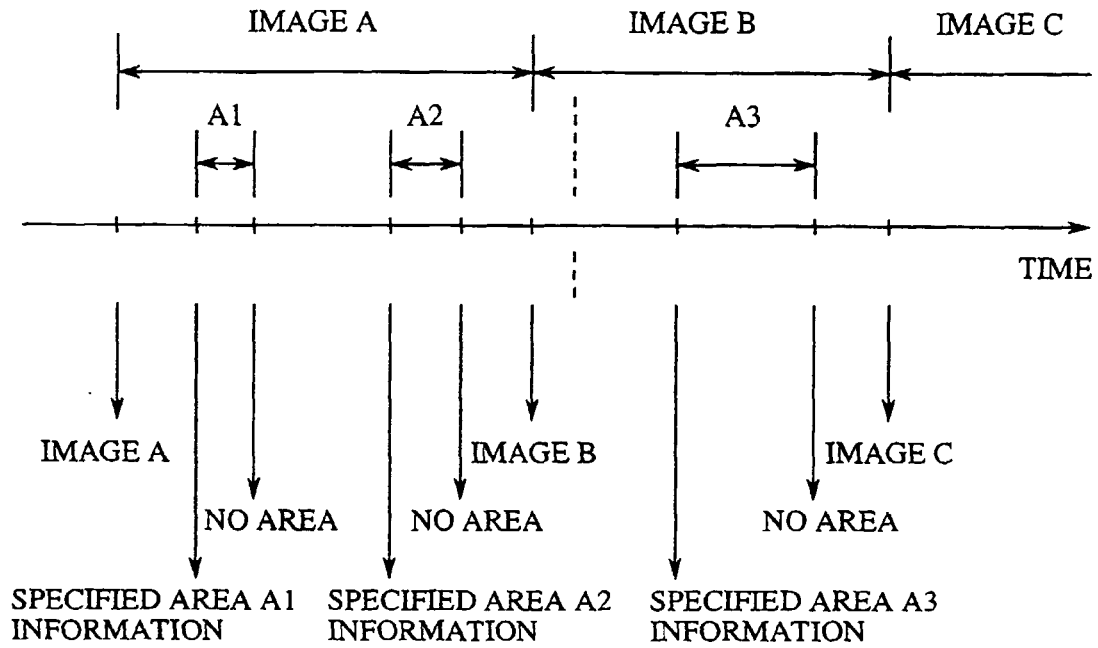 IMAGE A
IMAGE B
IMAGE C
A1
A2
A3
TIME
IMAGE A
IMAGE B
IMAGE C
NO AREA
NO AREA
NO AREA
SPECIFIED AREA A1
INFORMATION
SPECIFIED AREA A2
INFORMATION
SPECIFIED AREA A3
INFORMATION